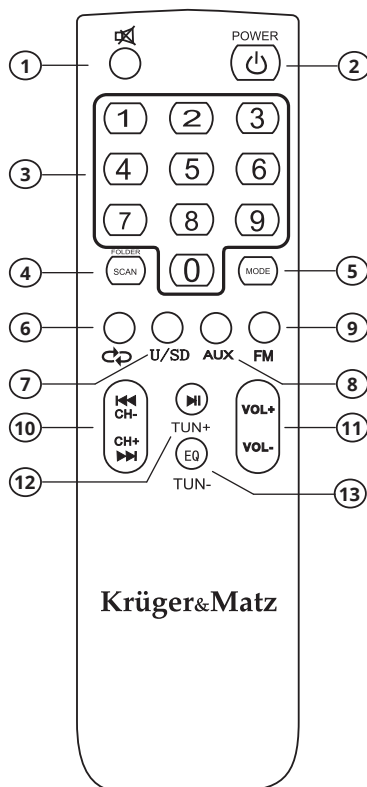 POWER
1
2
1 2 3
3
4 5 6
7 8 9
4
FOLDER
SCAN
0
MODE
5
6
U/SD
AUX
FM
9
7
8
10
CH-
CH+
TUN+
VOL+
VOL-
11
12
EQ
TUN-
13
Krüger&Matz